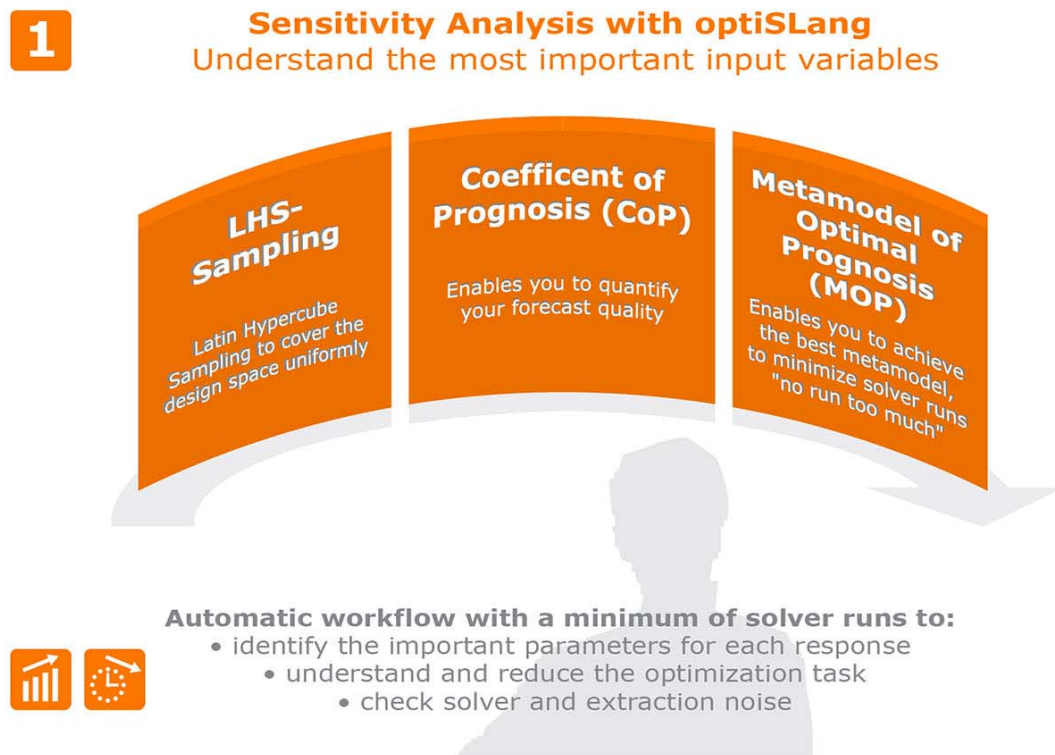 1
Sensitivity Analysis with optiSLang
Understand the most important input variables
LHS-
Sampling
Latin Hypercube
Sampling to cover the
design space uniformly
Coefficent of
Prognosis (CoP)
Enables you to quantify
your forecast quality
Metamodel of
Optimal
Prognosis
(MOP)
Enables you to achieve
the best metamodel,
to minimize solver runs
"no run too much"
Automatic workflow with a minimum of solver runs to:
• identify the important parameters for each response
• understand and reduce the optimization task
• check solver and extraction noise